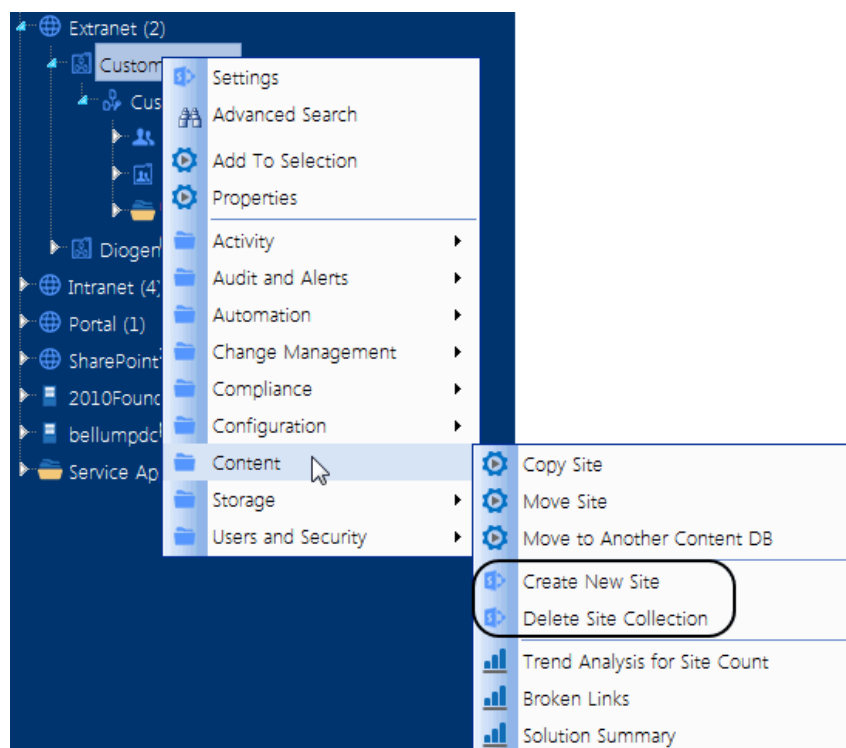 Extranet (2)
Custom
Cus
Diogen
Intranet (4)
Portal (1)
SharePoint
2010Founc
bellumpdc
Service Ap
Settings
Advanced Search
Add To Selection
Properties
Activity
Audit and Alerts
Automation
Change Management
Compliance
Configuration
Content
Storage
Users and Security
Copy Site
Move Site
Move to Another Content DB
Create New Site
Delete Site Collection
Trend Analysis for Site Count
Broken Links
Solution Summary